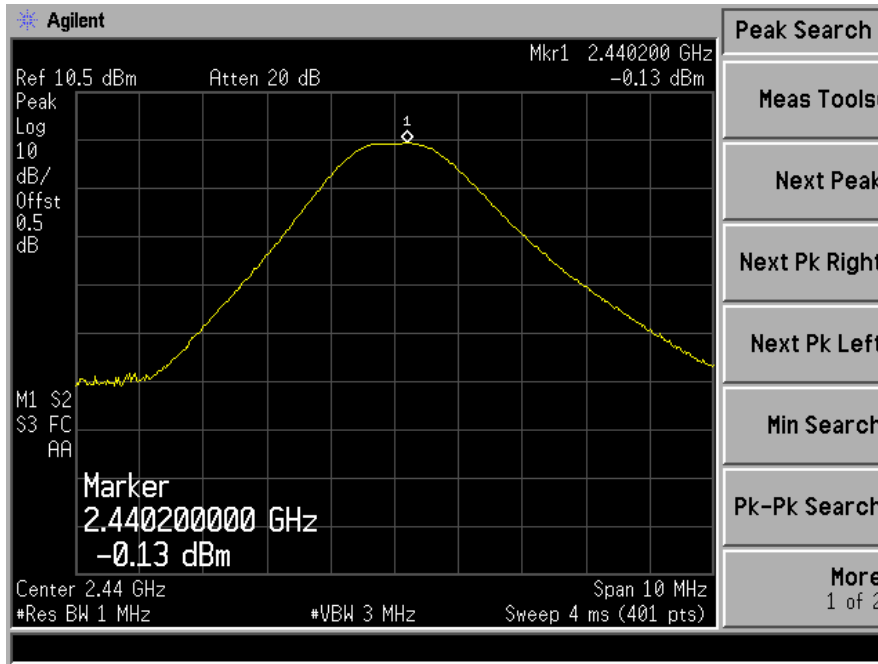 Agilent
Peak Search
Mkr1 2.440200 GHz
Ref 10.5 dBm Atten 20 dB -0.13 dBm
Peak
Log
10
dB/
Offst
0.5
dB
1
Meas Tools
Next Peak
Next Pk Right
Next Pk Left
M1 S2
S3 FC
AA
Min Search
Marker
2.440200000 GHz
-0.13 dBm
Pk-Pk Search
Center 2.44 GHz Span 10 MHz
#Res BW 1 MHz #VBW 3 MHz Sweep 4 ms (401 pts)
More
1 of 2